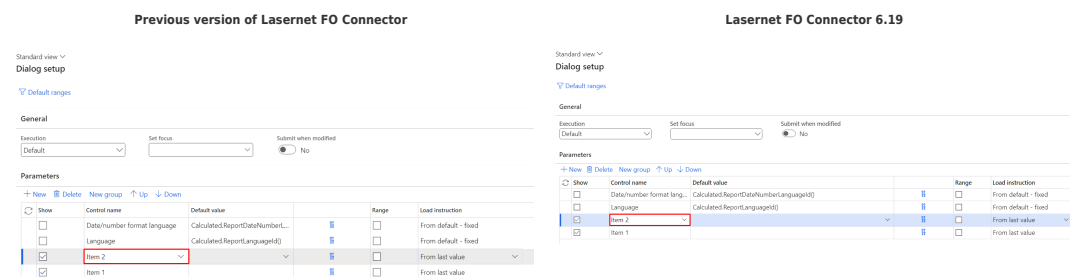 Previous version of Lasernet FO Connector
Standard view
Dialog setup
Default ranges
General
Execution Set focus Submit when modified
Default No
Parameters
+ New Delete New group ↑ Up ↓ Down
Show Control name Default value Range Load instruction
Date/number format language Calculated.ReportDateNumberL... From default - fixed
Language Calculated.ReportLanguageId() From default - fixed
Item 2 From last value
Item 1 From last value
Lasernet FO Connector 6.19
Standard view
Dialog setup
Default ranges
General
Execution Set focus Submit when modified
Default No
Parameters
+ New Delete New group ↑ Up ↓ Down
Show Control name Default value Range Load instruction
Date/number format lang... Calculated.ReportDateNumberLanguageId() From default - fixed
Language Calculated.ReportLanguageId() From default - fixed
Item 2 From last value
Item 1 From last value